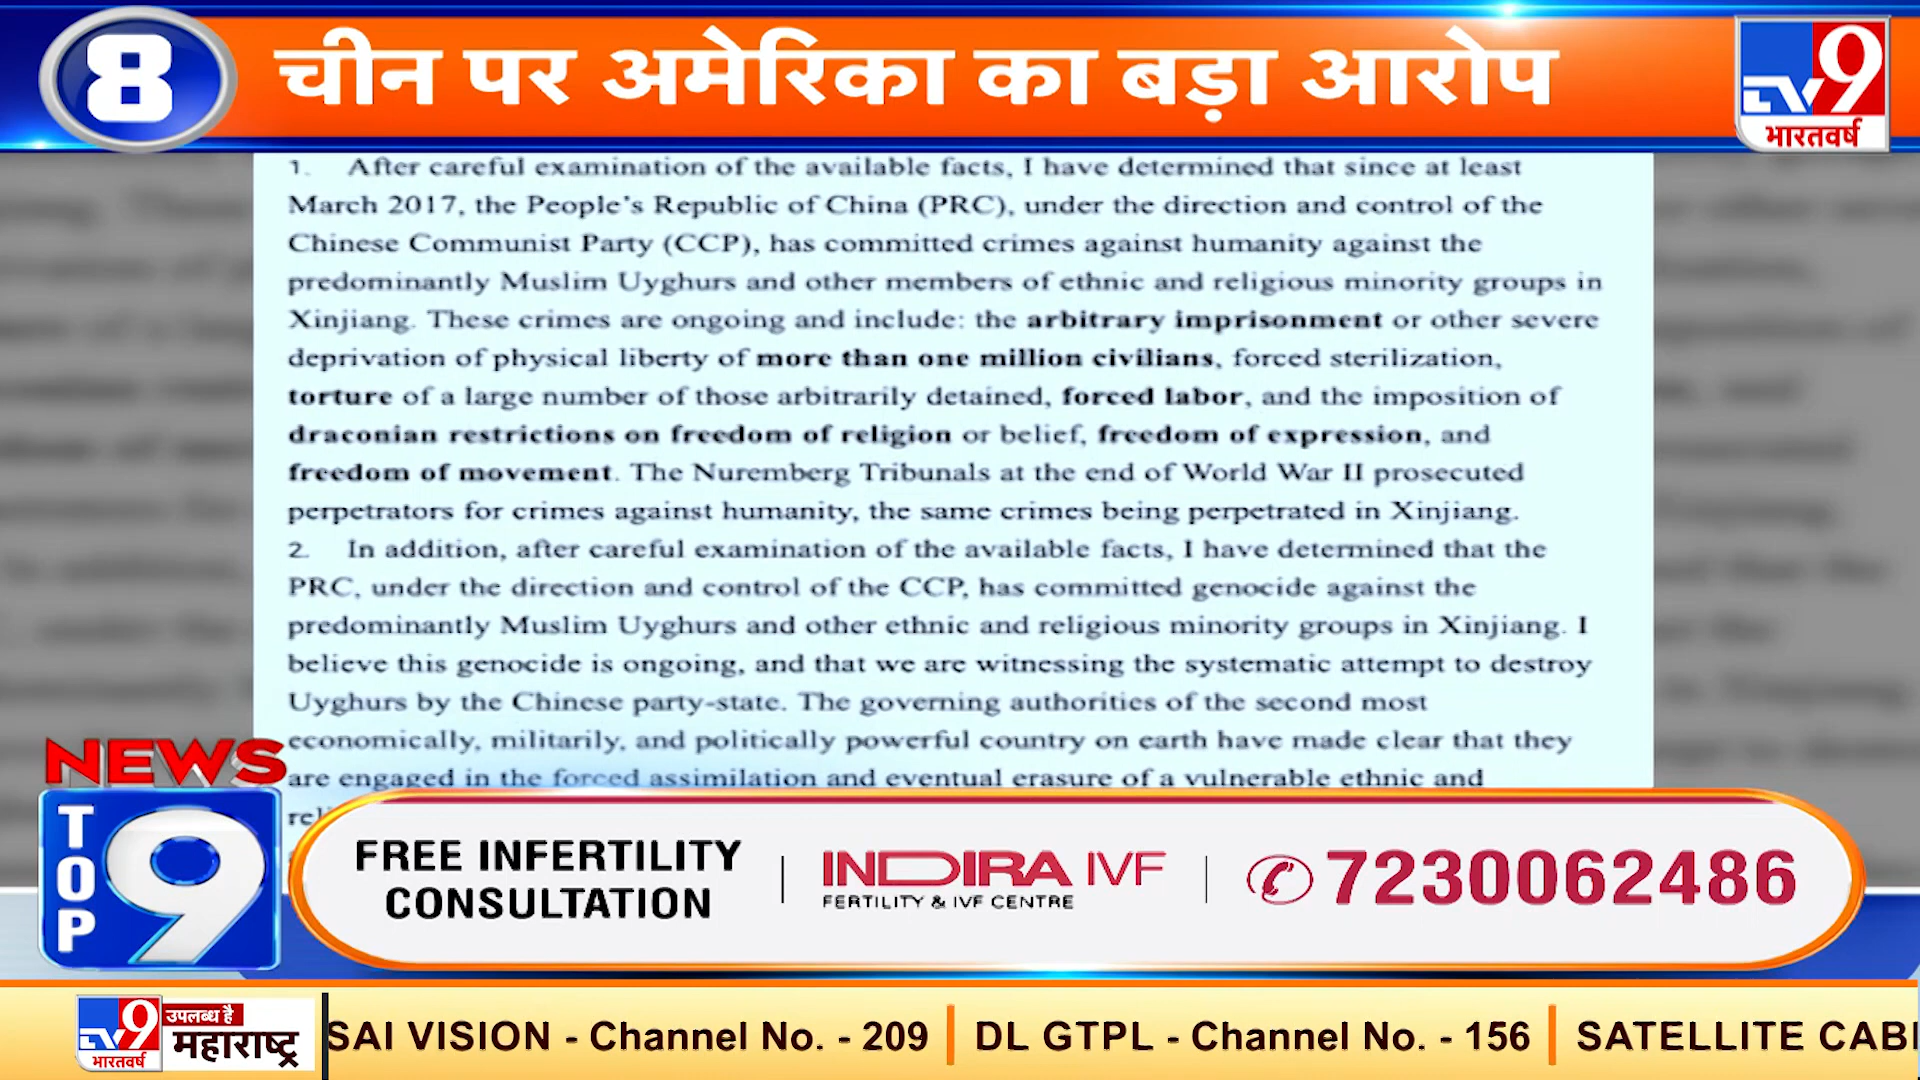 8
चीन पर अमेरिका का बड़ा आरोप
TV9
भारतवर्ष
1. After careful examination of the available facts, I have determined that since at least
March 2017, the People's Republic of China (PRC), under the direction and control of the
Chinese Communist Party (CCP), has committed crimes against humanity against the
predominantly Muslim Uyghurs and other members of ethnic and religious minority groups in
Xinjiang. These crimes are ongoing and include: the arbitrary imprisonment or other severe
deprivation of physical liberty of more than one million civilians, forced sterilization,
torture of a large number of those arbitrarily detained, forced labor, and the imposition of
draconian restrictions on freedom of religion or belief, freedom of expression, and
freedom of movement. The Nuremberg Tribunals at the end of World War II prosecuted
perpetrators for crimes against humanity, the same crimes being perpetrated in Xinjiang.
2. In addition, after careful examination of the available facts, I have determined that the
PRC, under the direction and control of the CCP, has committed genocide against the
predominantly Muslim Uyghurs and other ethnic and religious minority groups in Xinjiang. I
believe this genocide is ongoing, and that we are witnessing the systematic attempt to destroy
Uyghurs by the Chinese party-state. The governing authorities of the second most
economically, militarily, and politically powerful country on earth have made clear that they
are engaged in the forced assimilation and eventual erasure of a vulnerable ethnic and
NEWS
TOP 9
FREE INFERTILITY
CONSULTATION
INDIRA IVF
FERTILITY & IVF CENTRE
7230062486
TV9
भारतवर्ष
उपलब्ध है
महाराष्ट्र
SAI VISION - Channel No. - 209 | DL GTPL - Channel No. - 156 | SATELLITE CABL